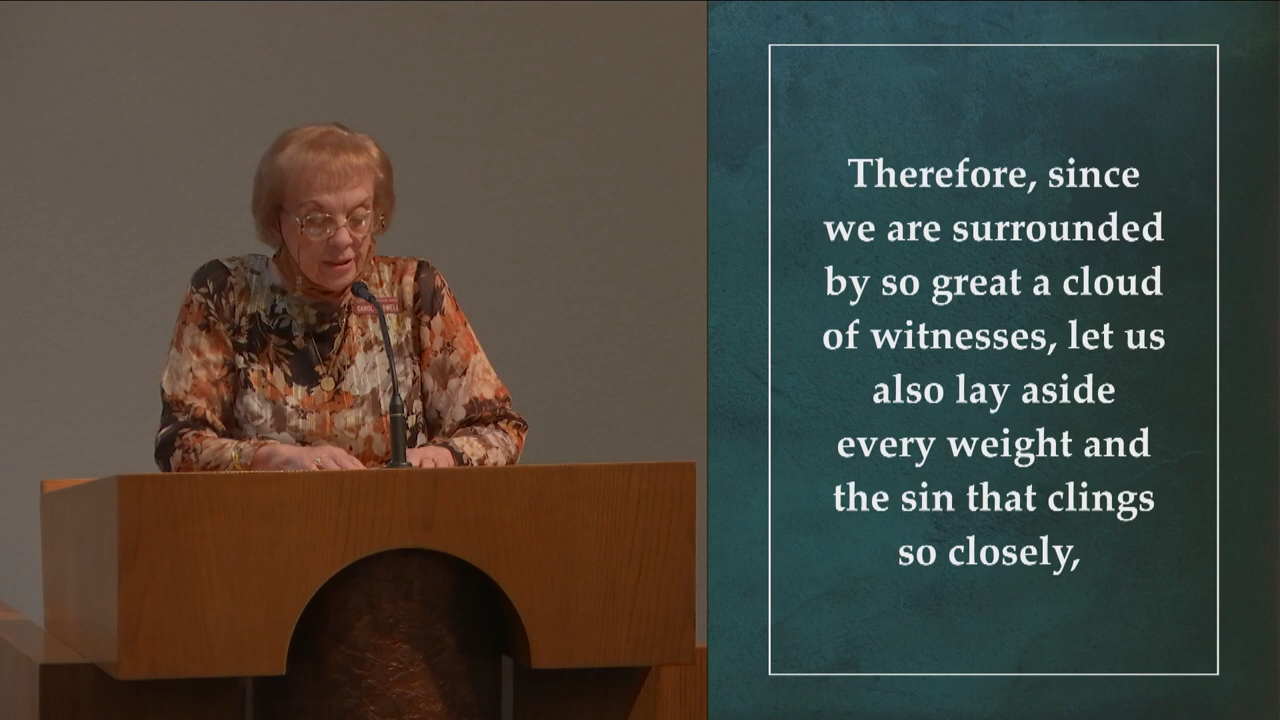 CAROL
Therefore, since
we are surrounded
by so great a cloud
of witnesses, let us
also lay aside
every weight and
the sin that clings
so closely,